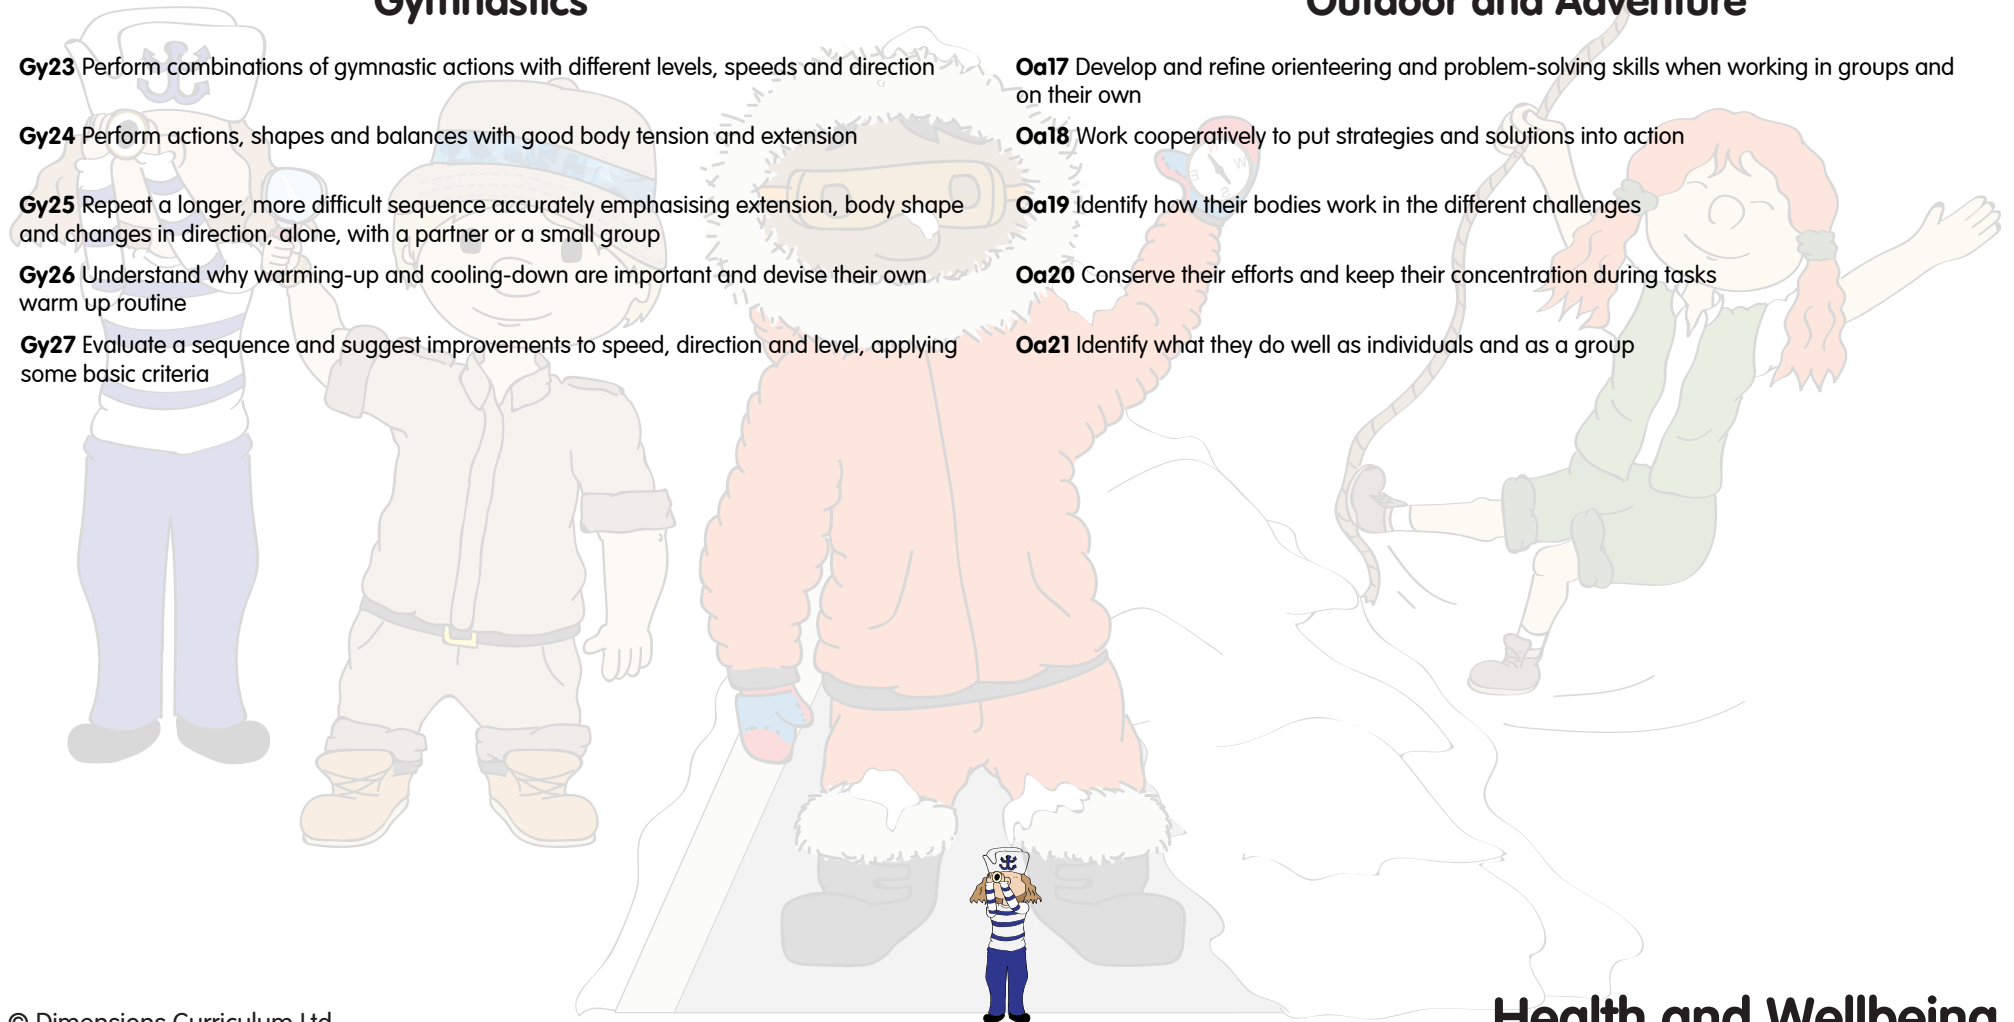 Gymnastics
Gy23 Perform combinations of gymnastic actions with different levels, speeds and direction
Gy24 Perform actions, shapes and balances with good body tension and extension
Gy25 Repeat a longer, more difficult sequence accurately emphasising extension, body shape
and changes in direction, alone, with a partner or a small group
Gy26 Understand why warming-up and cooling-down are important and devise their own
warm up routine
Gy27 Evaluate a sequence and suggest improvements to speed, direction and level, applying
some basic criteria
Outdoor and Adventure
Oa17 Develop and refine orienteering and problem-solving skills when working in groups and
on their own
Oa18 Work cooperatively to put strategies and solutions into action
Oa19 Identify how their bodies work in the different challenges
Oa20 Conserve their efforts and keep their concentration during tasks
Oa21 Identify what they do well as individuals and as a group
W
E
S
© Dimensions Curriculum Ltd
Health and Wellbeing